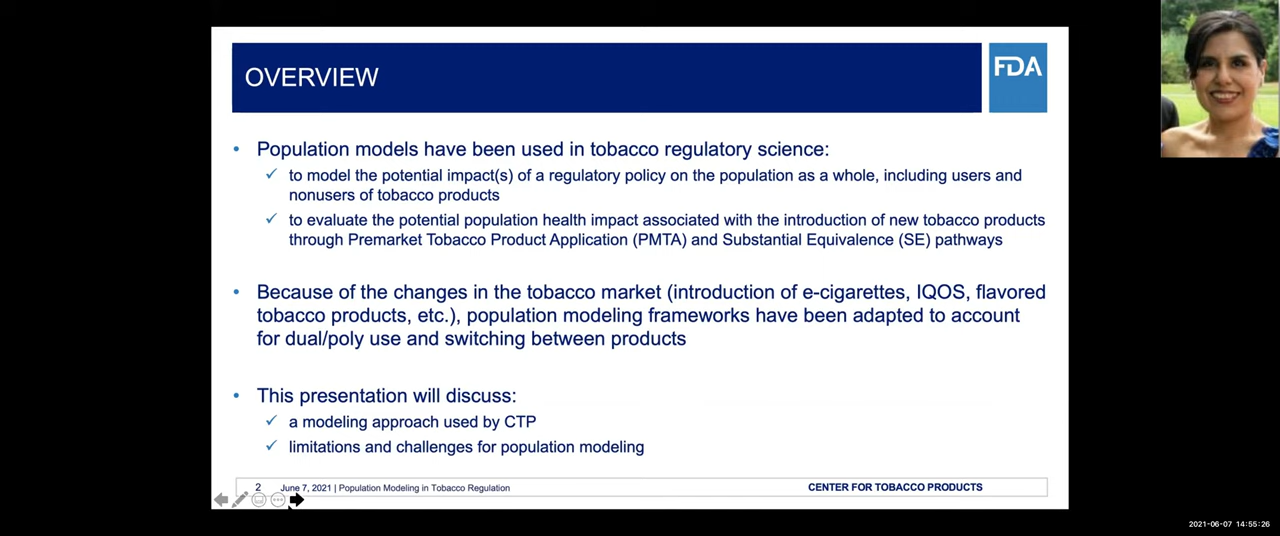 OVERVIEW
FDA
• Population models have been used in tobacco regulatory science:
✓ to model the potential impact(s) of a regulatory policy on the population as a whole, including users and
nonusers of tobacco products
✓ to evaluate the potential population health impact associated with the introduction of new tobacco products
through Premarket Tobacco Product Application (PMTA) and Substantial Equivalence (SE) pathways
• Because of the changes in the tobacco market (introduction of e-cigarettes, IQOS, flavored
tobacco products, etc.), population modeling frameworks have been adapted to account
for dual/poly use and switching between products
• This presentation will discuss:
✓ a modeling approach used by CTP
✓ limitations and challenges for population modeling
2 June 7, 2021 | Population Modeling in Tobacco Regulation
CENTER FOR TOBACCO PRODUCTS
2021-06-07 14:55:26